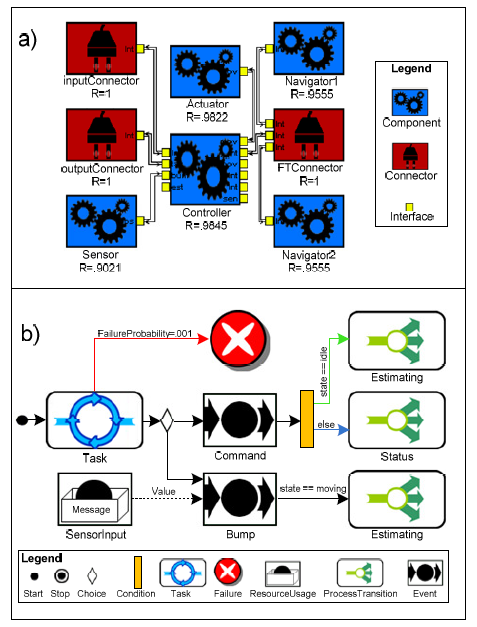 a)
inputConnector
R=1
Actuator
R=.9822
Navigator1
R=.9555
Legend
Component
Connector
Interface
outputConnector
R=1
Controller
R=.9845
FTConnector
R=1
Sensor
R=.9021
Navigator2
R=.9555
b)
FailureProbability=.001
state == idle
Estimating
Task
Command
else
Status
Message
SensorInput
Value
Bump
state == moving
Estimating
Legend
Start
Stop
Choice
Condition
Task
Failure
ResourceUsage
ProcessTransition
Event